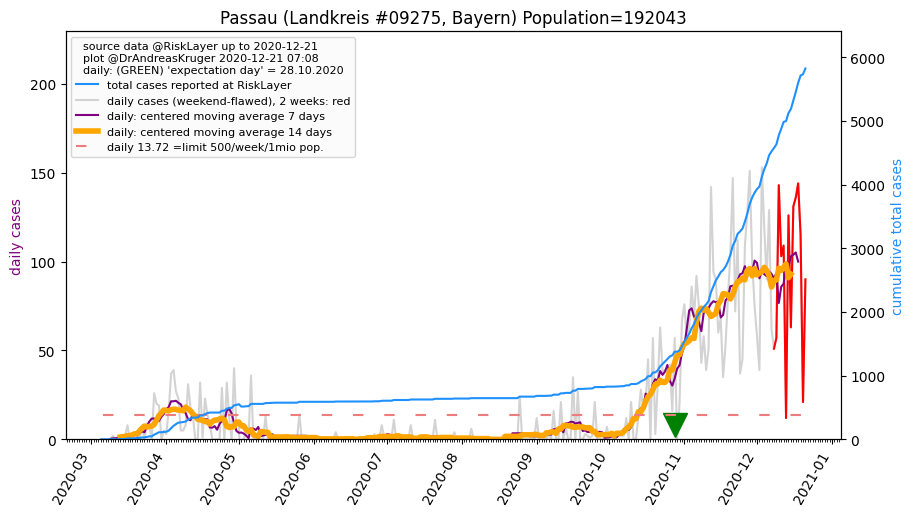 Passau (Landkreis #09275, Bayern) Population=192043
source data @RiskLayer up to 2020-12-21
plot @DrAndreasKruger 2020-12-21 07:08
daily: (GREEN) 'expectation day' = 28.10.2020
total cases reported at RiskLayer
daily cases (weekend-flawed), 2 weeks: red
daily: centered moving average 7 days
daily: centered moving average 14 days
daily 13.72 =limit 500/week/1mio pop.
daily cases
200
150
100
50
0
cumulative total cases
6000
5000
4000
3000
2000
1000
0
2020-03
2020-04
2020-05
2020-06
2020-07
2020-08
2020-09
2020-10
2020-11
2020-12
2021-01